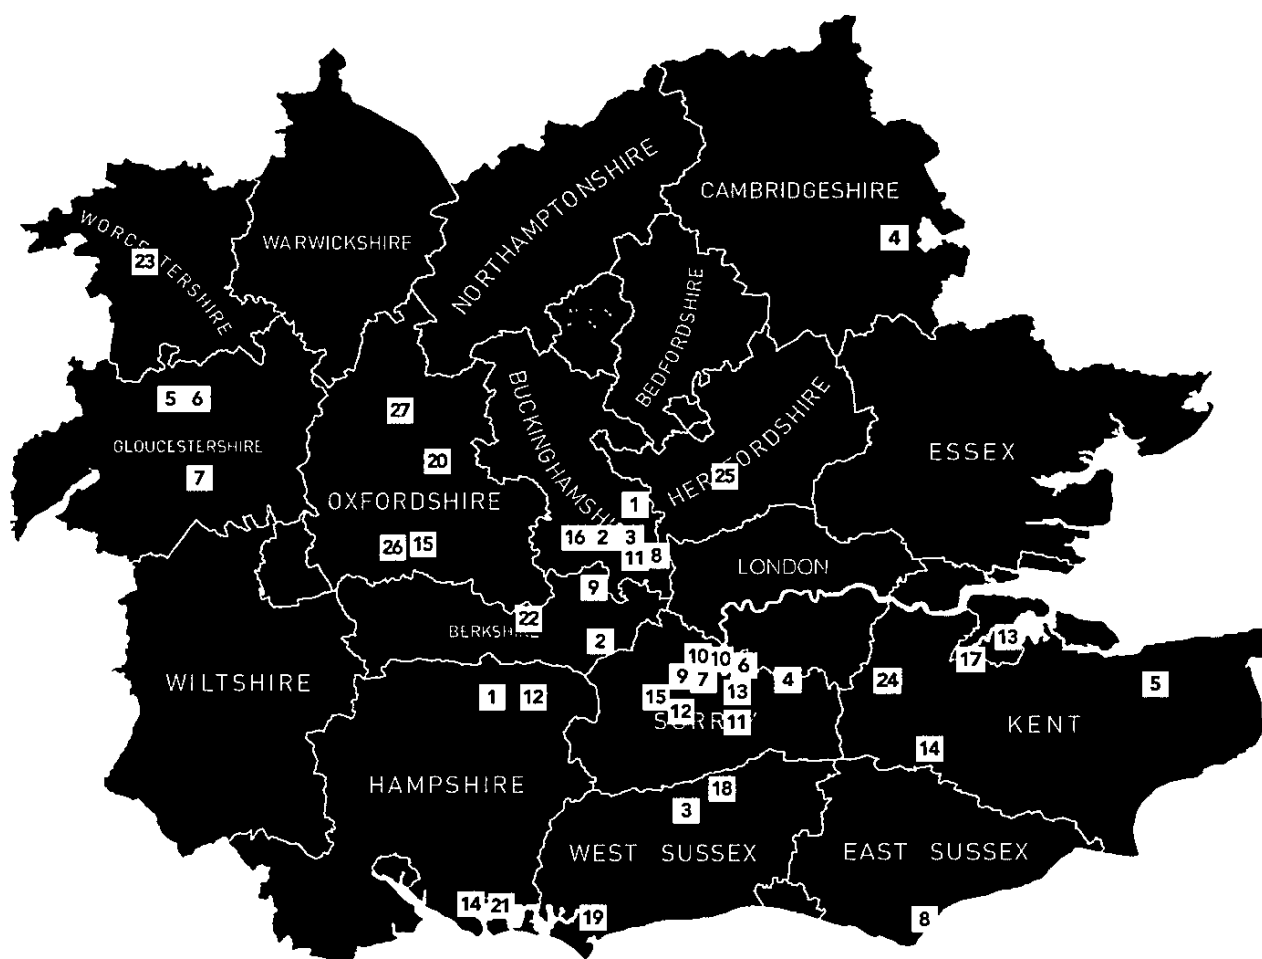 CAMBRIDGESHIRE
NORTHAMPTONSHIRE
WARWICKSHIRE
WORCESTERSHIRE
4
23
BEDFORDSHIRE
BUCKINGHAMSHI
HERTFORDSHIRE
5 6
27
GLOUCESTERSHIRE
ESSEX
20
7
25
OXFORDSHIRE
1
16 2 3
26 15
11 8
LONDON
9
22
BERKSHIRE
2
13
10 10 6
17
WILTSHIRE
9 7 4
24
5
1 12
15 13
12
SURREY
11
KENT
14
HAMPSHIRE
18
3
WEST SUSSEX
EAST SUSSEX
14 21
19
8